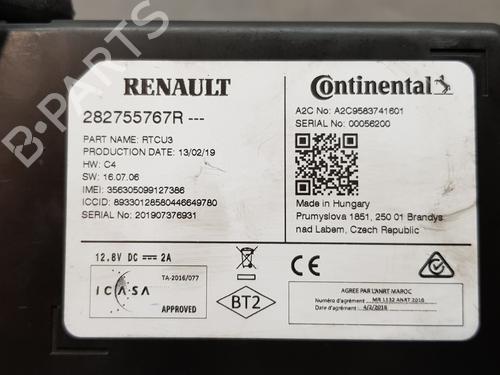 B-PARTS
RENAULT
282755767R ---
PART NAME: RTCU3
PRODUCTION DATE: 13/02/19
HW: C4
SW: 16.07.06
IMEI: 356305099127386
ICCID: 89330128580446649780
SERIAL No: 201907376931
Continental
A2C No: A2C9583741601
SERIAL No: 00056200
Made in Hungary
Prumyslova 1851, 250 01 Brandys
nad Labem, Czech Republic
12.8V DC 2A
TA-2016/077
ICASA
APPROVED
BT2
CE
AGREE PAR L'ANRT MAROC
Numéro d'agrément: MR 1132 ANRT 2016
Date d'agrément: 4/2/2016